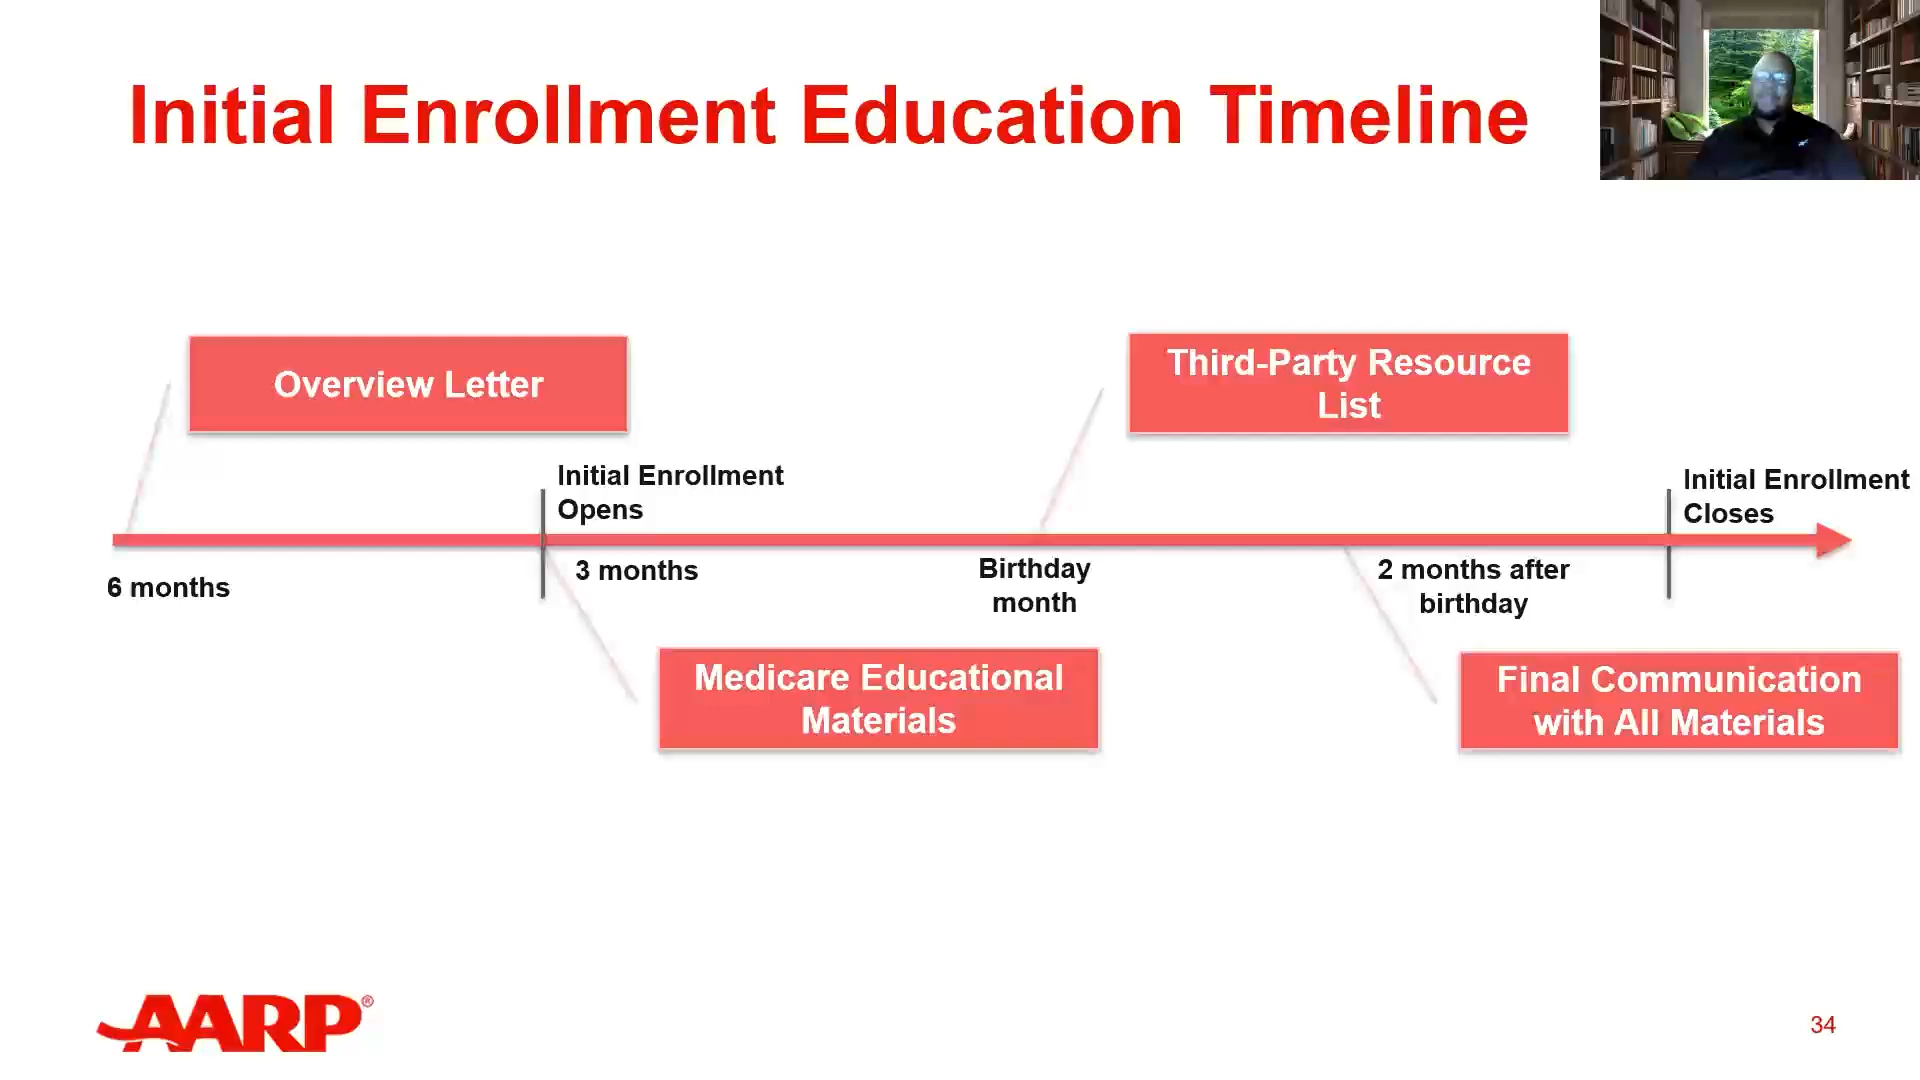 Initial Enrollment Education Timeline
Overview Letter
Third-Party Resource
List
Initial Enrollment
Opens
Initial Enrollment
Closes
6 months
3 months
Birthday
month
2 months after
birthday
Medicare Educational
Materials
Final Communication
with All Materials
AARP®
34